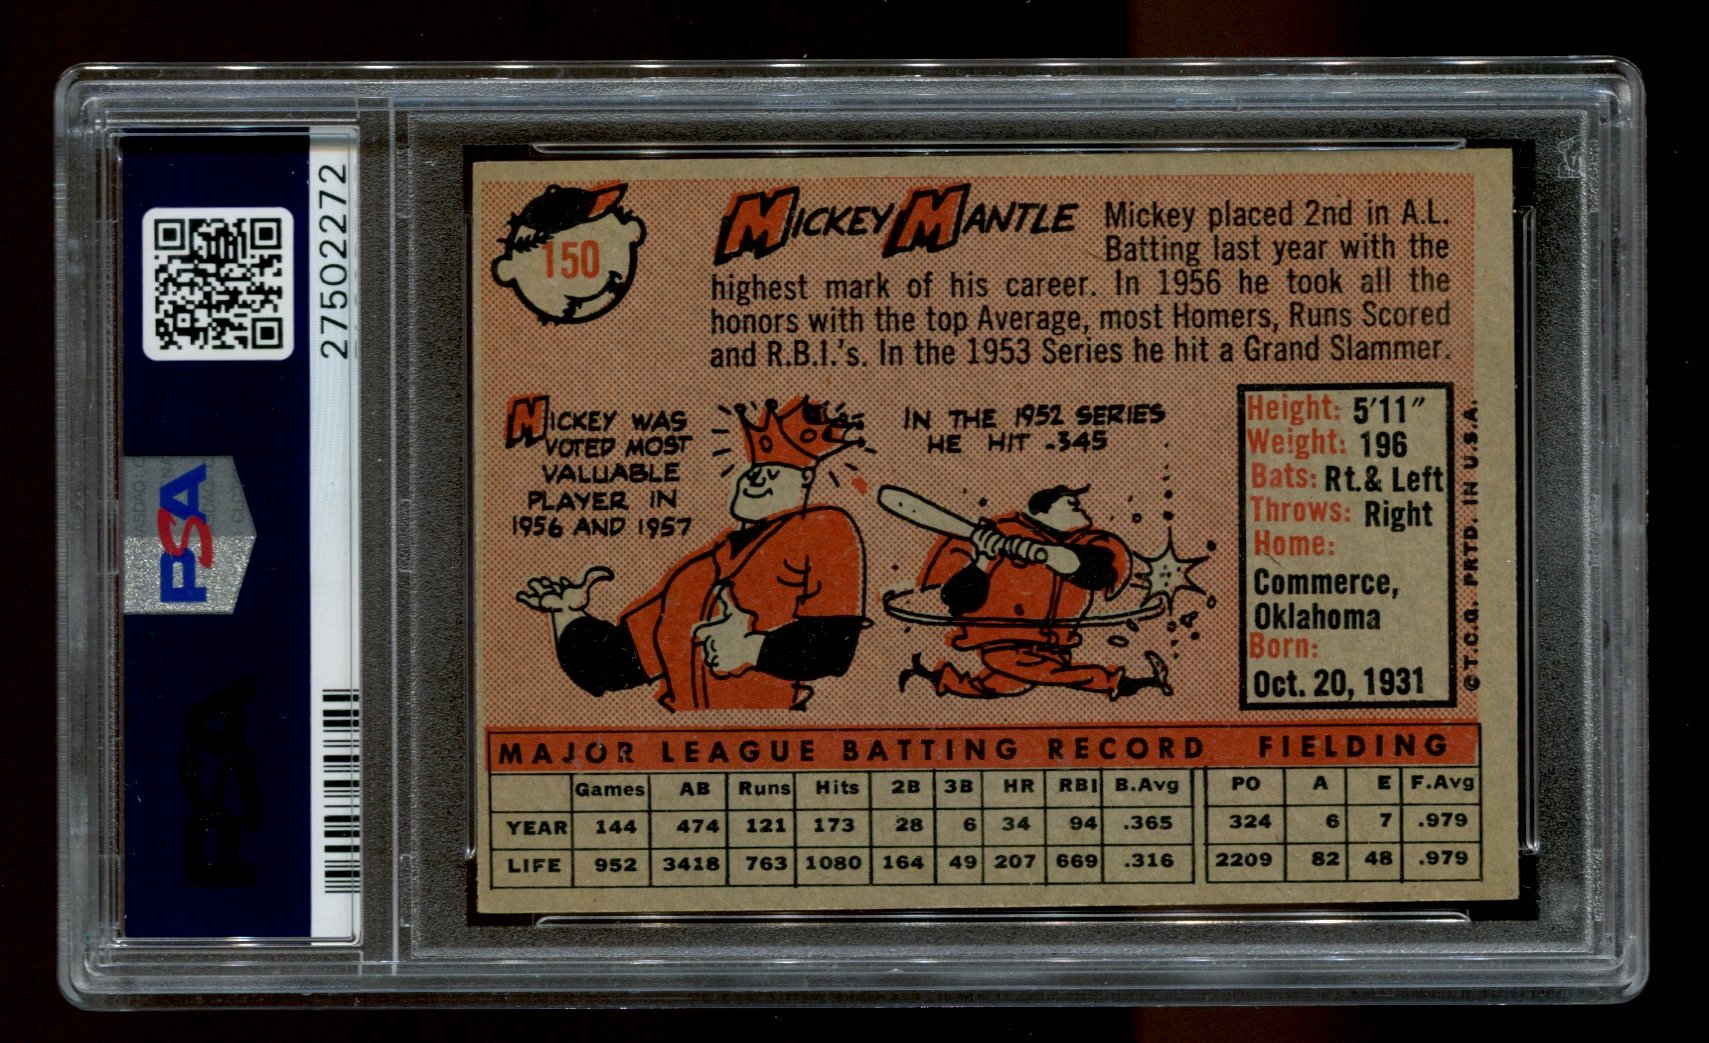 27502272
PSA
PSA
150
MICKEY MANTLE
Mickey placed 2nd in A.L.
Batting last year with the
highest mark of his career. In 1956 he took all the
honors with the top Average, most Homers, Runs Scored
and R.B.I.'s. In the 1953 Series he hit a Grand Slammer.
MICKEY WAS
VOTED MOST
VALUABLE
PLAYER IN
1956 AND 1957
IN THE 1952 SERIES
HE HIT .345
Height: 5'11"
Weight: 196
Bats: Rt. & Left
Throws: Right
Home:
Commerce,
Oklahoma
Born:
Oct. 20, 1931
© T.C.G. PRTD. IN U.S.A.
MAJOR LEAGUE BATTING RECORD FIELDING
Games AB Runs Hits 2B 3B HR RBI B.Avg PO A E F.Avg
YEAR 144 474 121 173 28 6 34 94 .365 324 6 7 .979
LIFE 952 3418 763 1080 164 49 207 669 .316 2209 82 48 .979